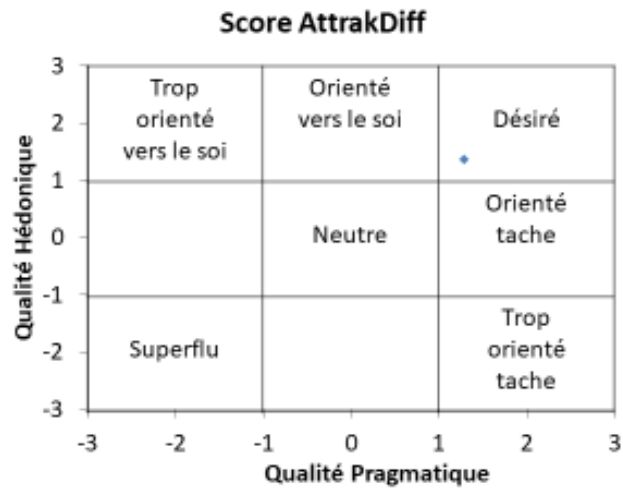 Score AttrakDiff
3
2
1
0
-1
-2
-3
Qualité Hédonique
Trop
orienté
vers le soi
Orienté
vers le soi
Désiré
Neutre
Orienté
tache
Superflu
Trop
orienté
tache
-3 -2 -1 0 1 2 3
Qualité Pragmatique